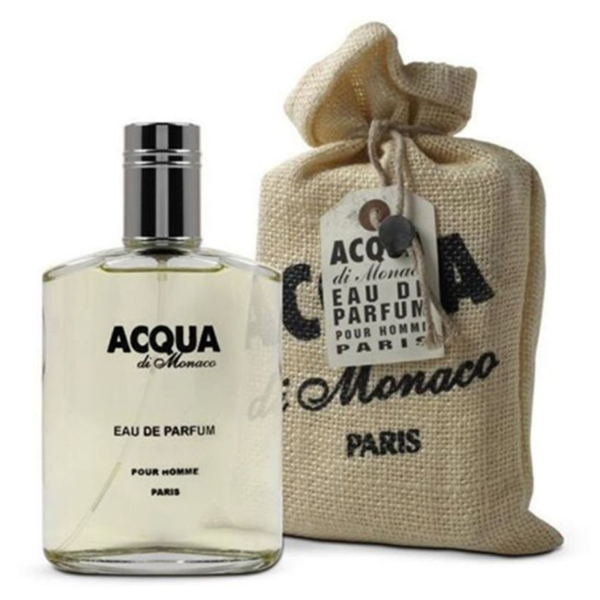 ACQUA
di Monaco
EAU DE PARFUM
POUR HOMME
PARIS
ACQUA
di Monaco
EAU DE
PARFUM
POUR HOMME
PARIS
ACQUA
di Monaco
PARIS